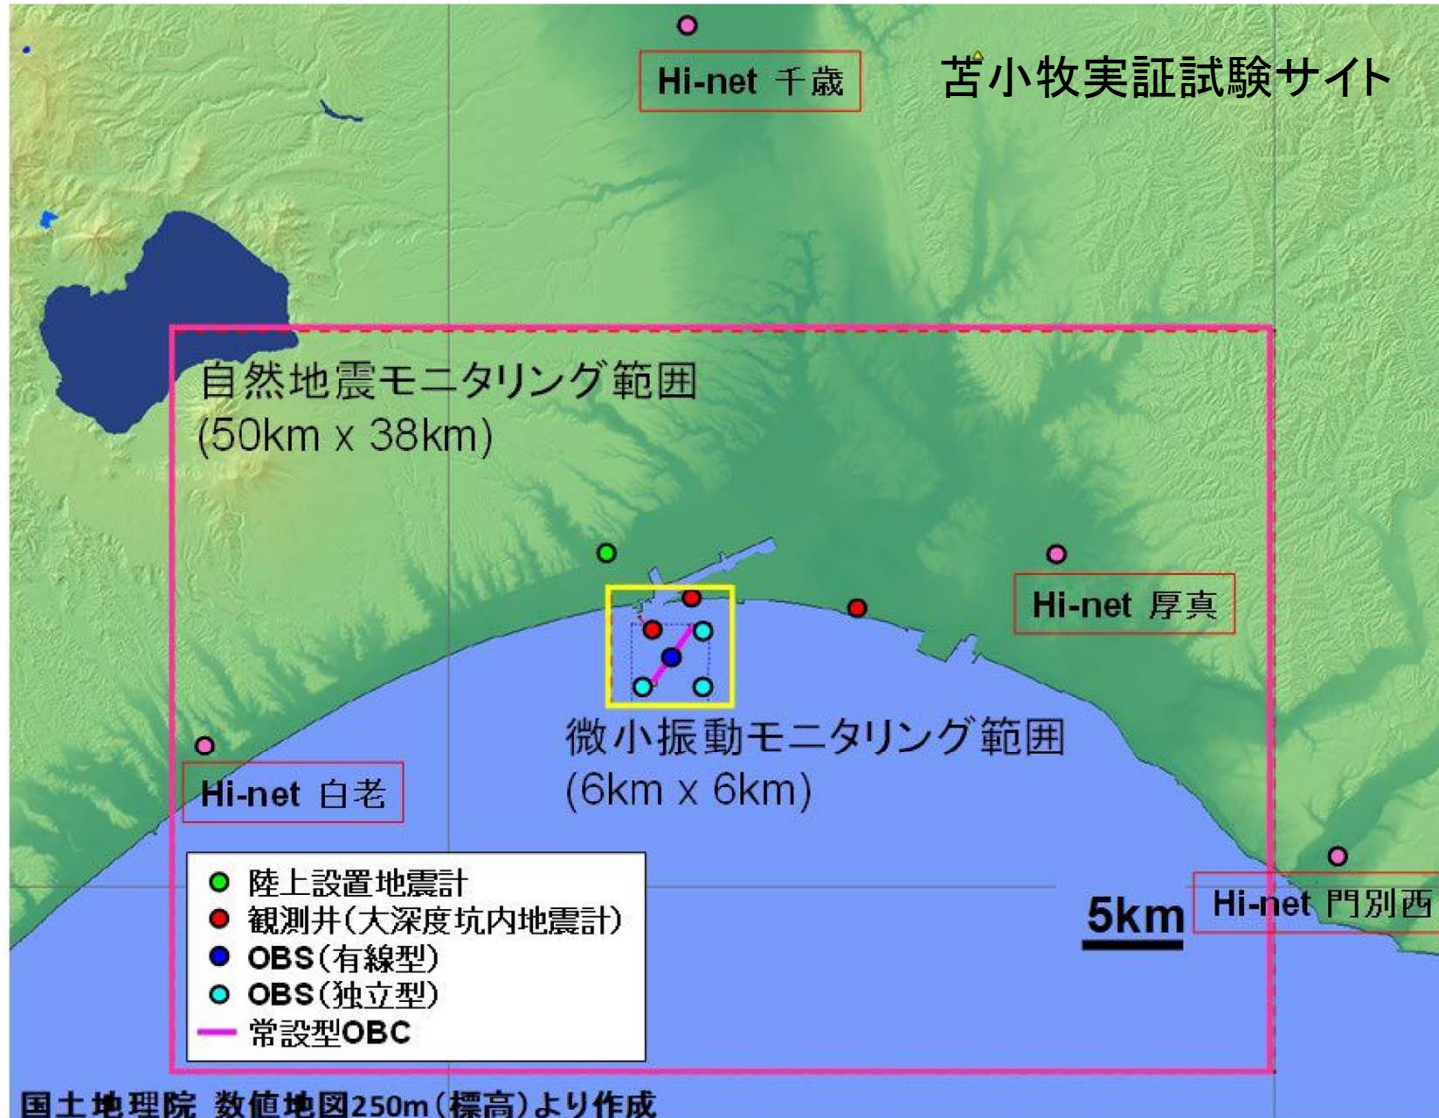 Hi-net 千歳
苫小牧実証試験サイト
自然地震モニタリング範囲
(50km x 38km)
Hi-net 厚真
微小振動モニタリング範囲
(6km x 6km)
Hi-net 白老
陸上設置地震計
観測井(大深度坑内地震計)
OBS(有線型)
OBS(独立型)
常設型OBC
5km
Hi-net 門別西
国土地理院 数値地図250m(標高)より作成